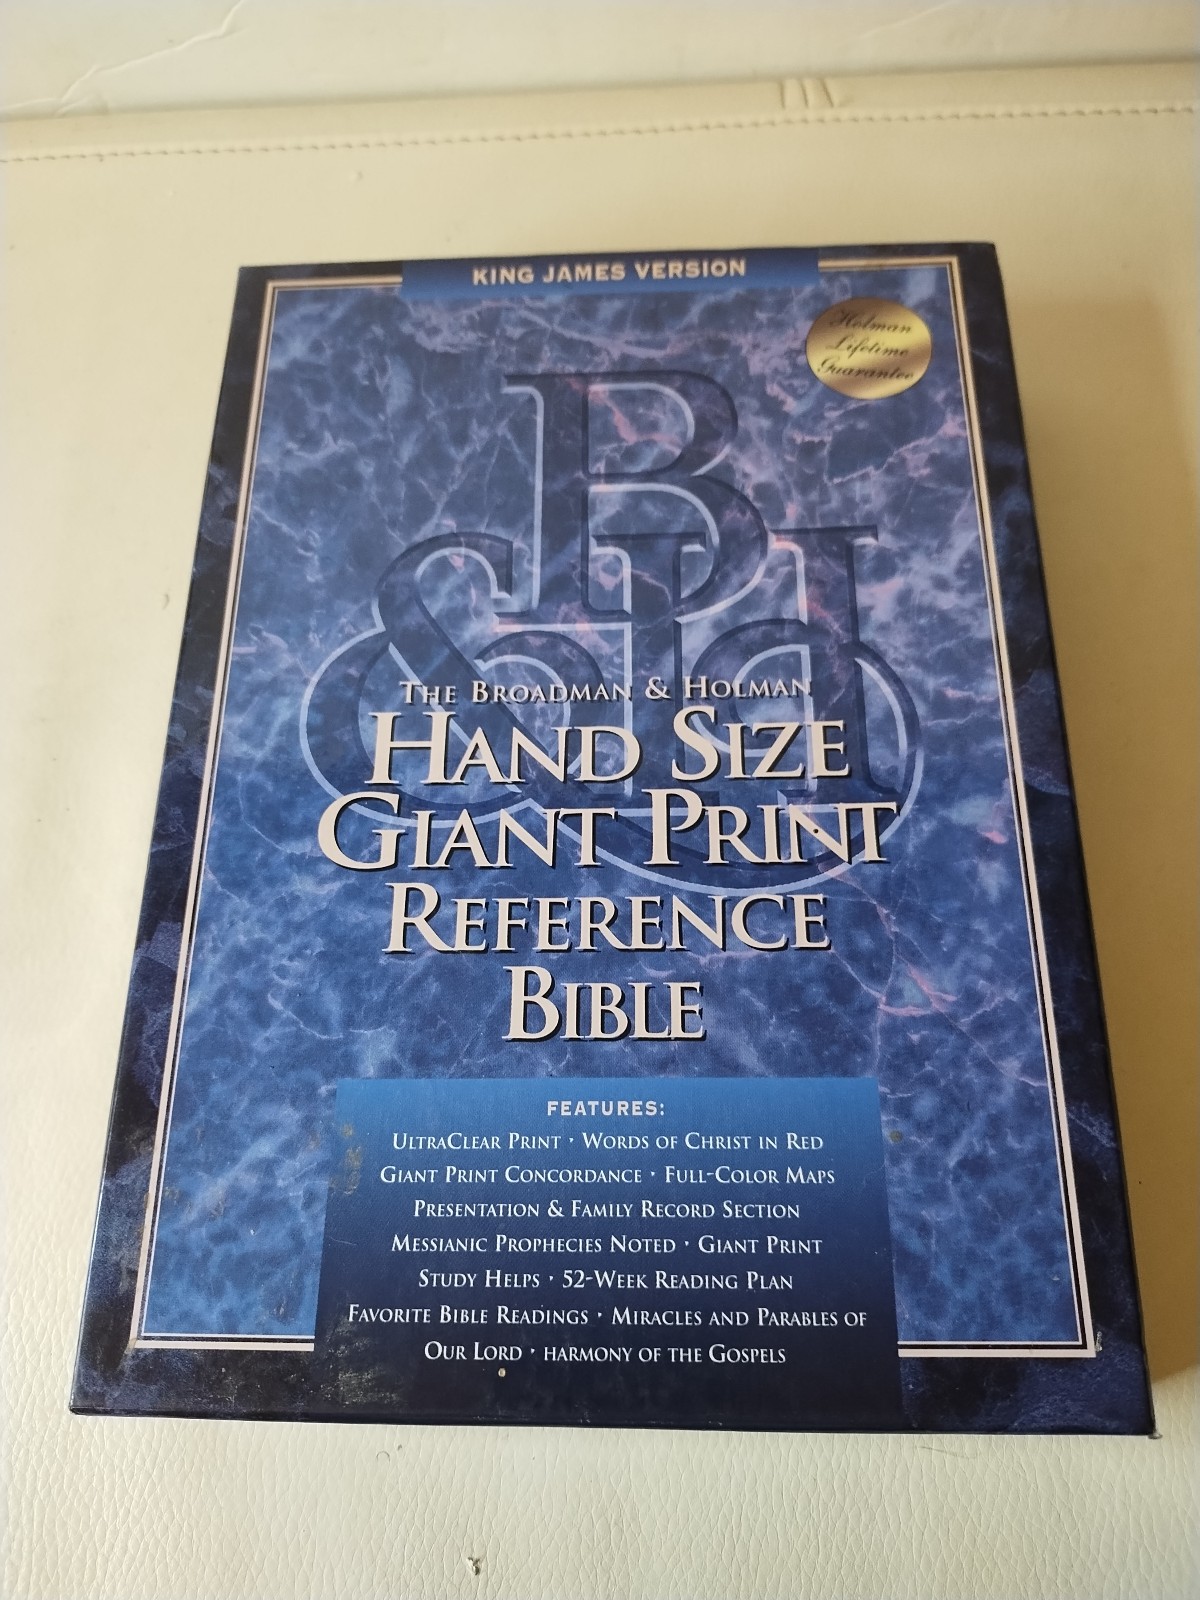 KING JAMES VERSION
Holman
Lifetime
Guarantee
B
&H
THE BROADMAN & HOLMAN
HAND SIZE
GIANT PRINT
REFERENCE
BIBLE
FEATURES:
ULTRACLEAR PRINT · WORDS OF CHRIST IN RED
GIANT PRINT CONCORDANCE · FULL-COLOR MAPS
PRESENTATION & FAMILY RECORD SECTION
MESSIANIC PROPHECIES NOTED · GIANT PRINT
STUDY HELPS · 52-WEEK READING PLAN
FAVORITE BIBLE READINGS · MIRACLES AND PARABLES OF
OUR LORD · HARMONY OF THE GOSPELS